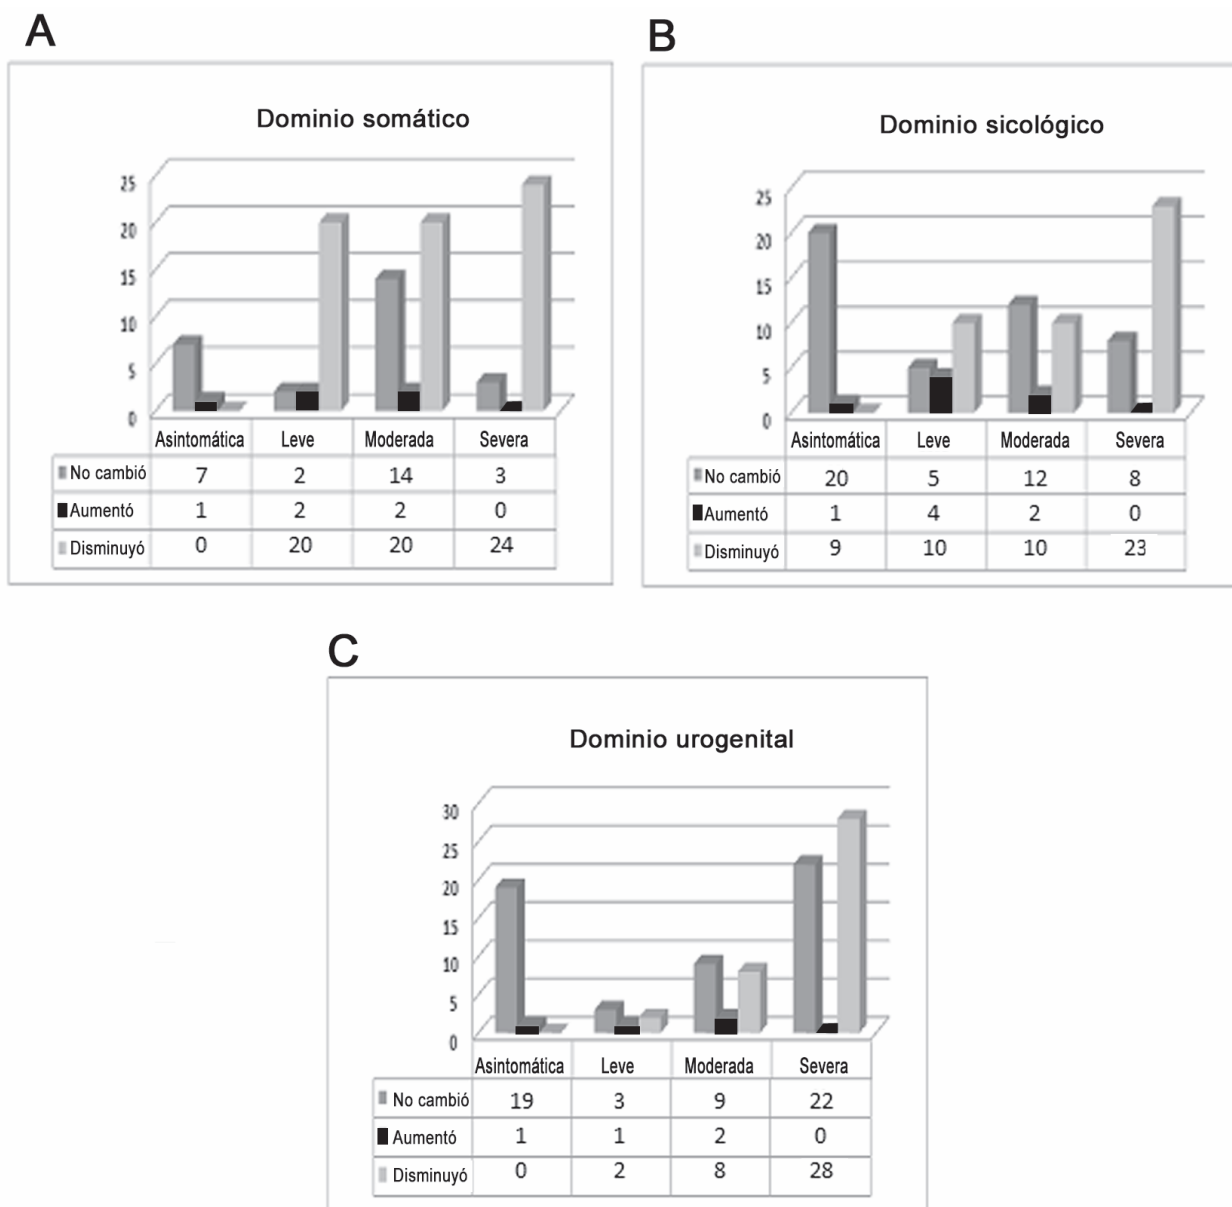 A
Dominio somático
25
20
15
10
5
0
Asintomática Leve Moderada Severa
No cambió 7 2 14 3
Aumentó 1 2 2 0
Disminuyó 0 20 20 24
B
Dominio sicológico
25
20
15
10
5
0
Asintomática Leve Moderada Severa
No cambió 20 5 12 8
Aumentó 1 4 2 0
Disminuyó 9 10 10 23
C
Dominio urogenital
30
25
20
15
10
5
0
Asintomática Leve Moderada Severa
No cambió 19 3 9 22
Aumentó 1 1 2 0
Disminuyó 0 2 8 28